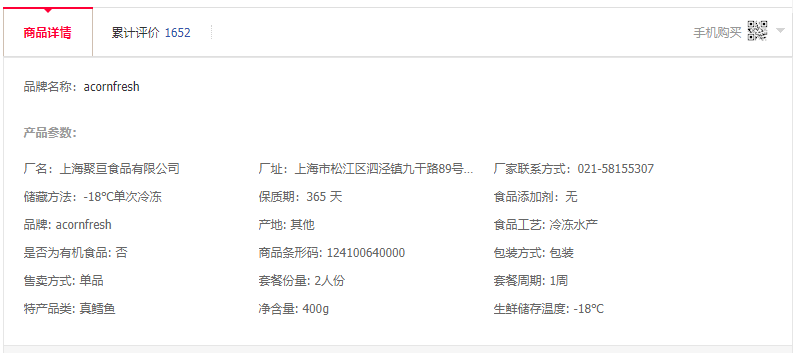 商品详情 累计评价 1652 手机购买
品牌名称：acornfresh
产品参数：
厂名：上海聚亘食品有限公司 厂址：上海市松江区泗泾镇九干路89号... 厂家联系方式：021-58155307
储藏方法：-18℃单次冷冻 保质期：365 天 食品添加剂：无
品牌: acornfresh 产地: 其他 食品工艺: 冷冻水产
是否为有机食品: 否 商品条形码: 124100640000 包装方式: 包装
售卖方式: 单品 套餐份量: 2人份 套餐周期: 1周
特产品类: 真鳕鱼 净含量: 400g 生鲜储存温度: -18℃